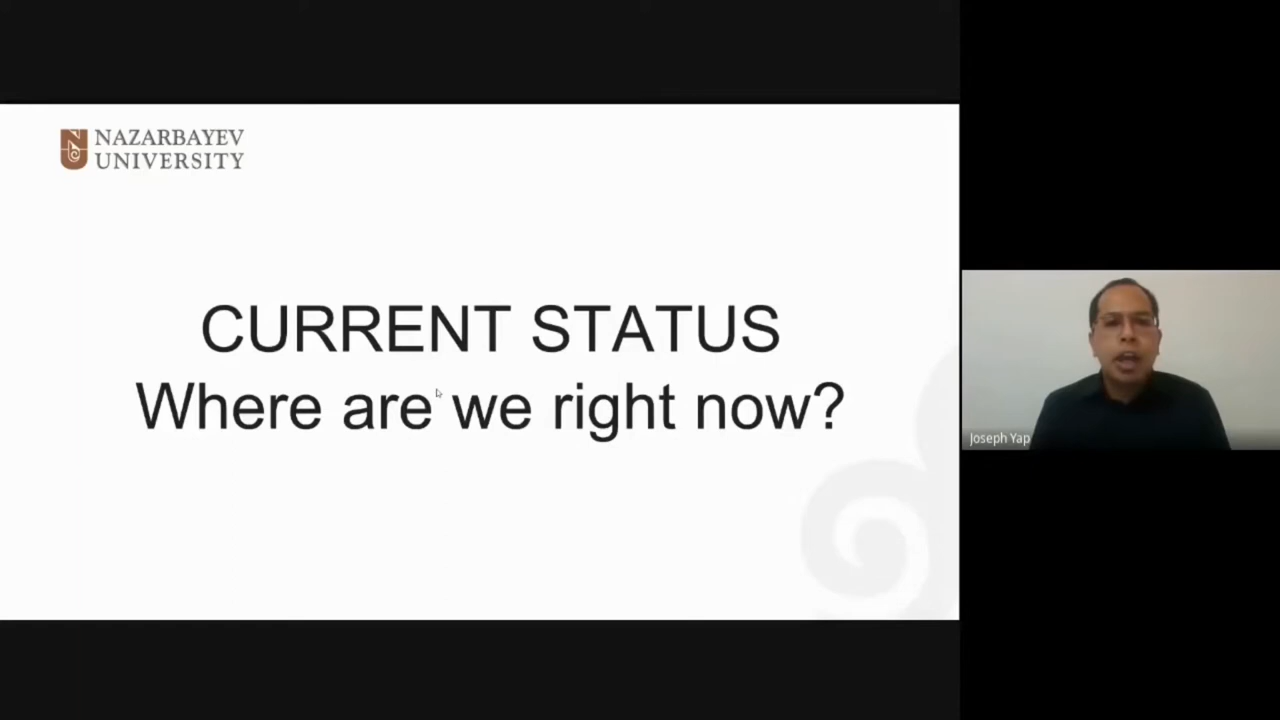 NAZARBAYEV
UNIVERSITY
CURRENT STATUS
Where are we right now?
Joseph Yap